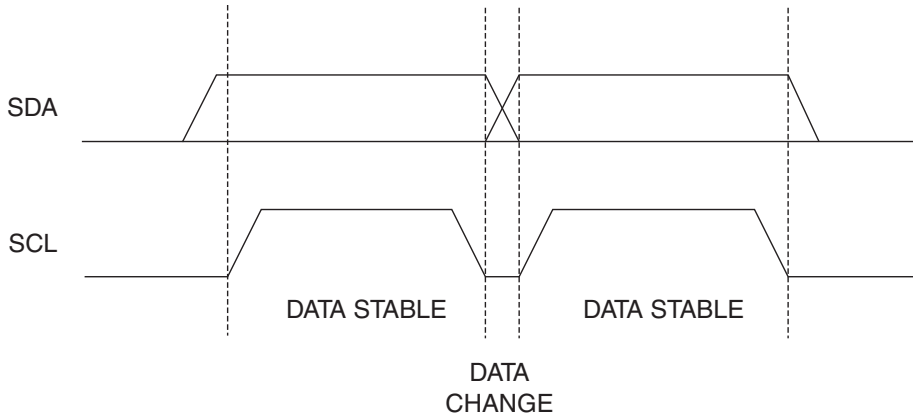 SDA
SCL
DATA STABLE
DATA STABLE
DATA
CHANGE